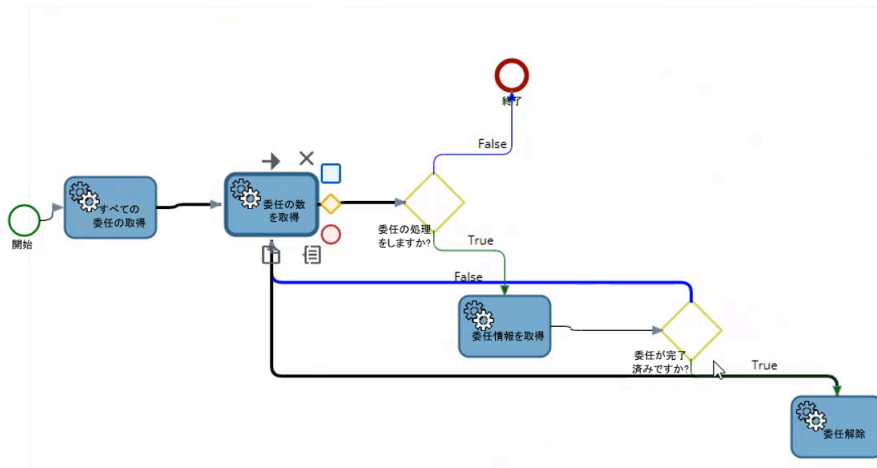 終了
False
すべての
委任の取得
委任の数
を取得
開始
委任の処理
をしますか?
True
False
委任情報を取得
委任が完了
済みですか?
True
委任解除